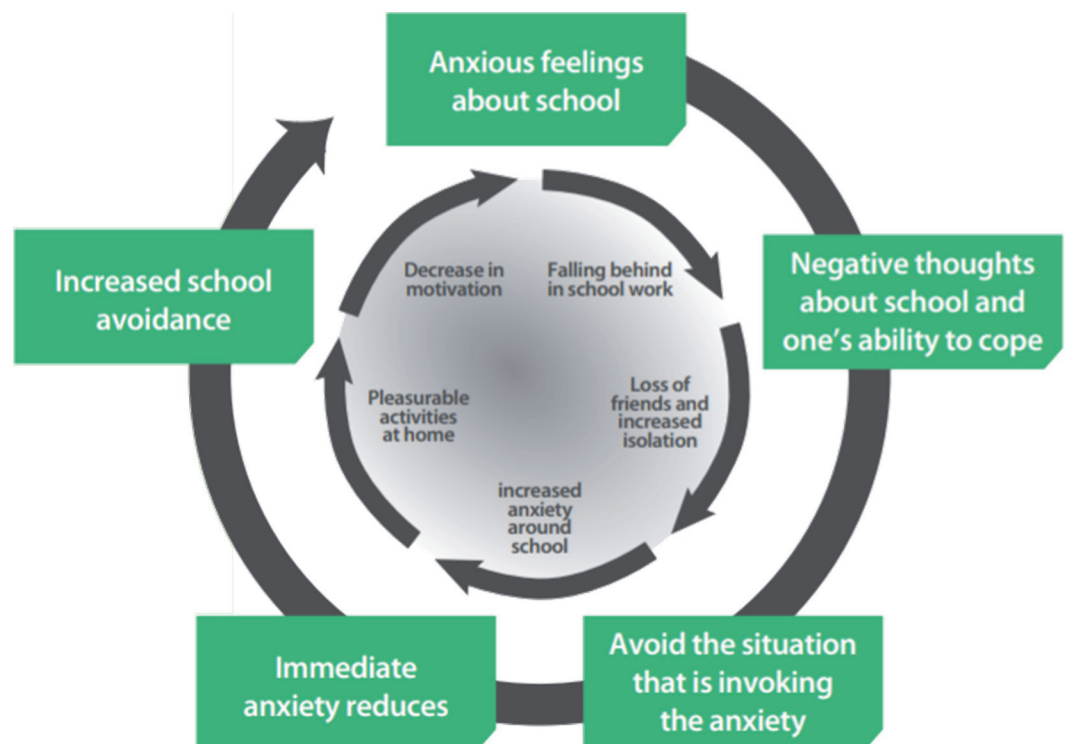 Anxious feelings
about school
Negative thoughts
about school and
one's ability to cope
Avoid the situation
that is invoking
the anxiety
Immediate
anxiety reduces
Increased school
avoidance
Falling behind
in school work
Loss of
friends and
increased
isolation
increased
anxiety
around
school
Pleasurable
activities
at home
Decrease in
motivation